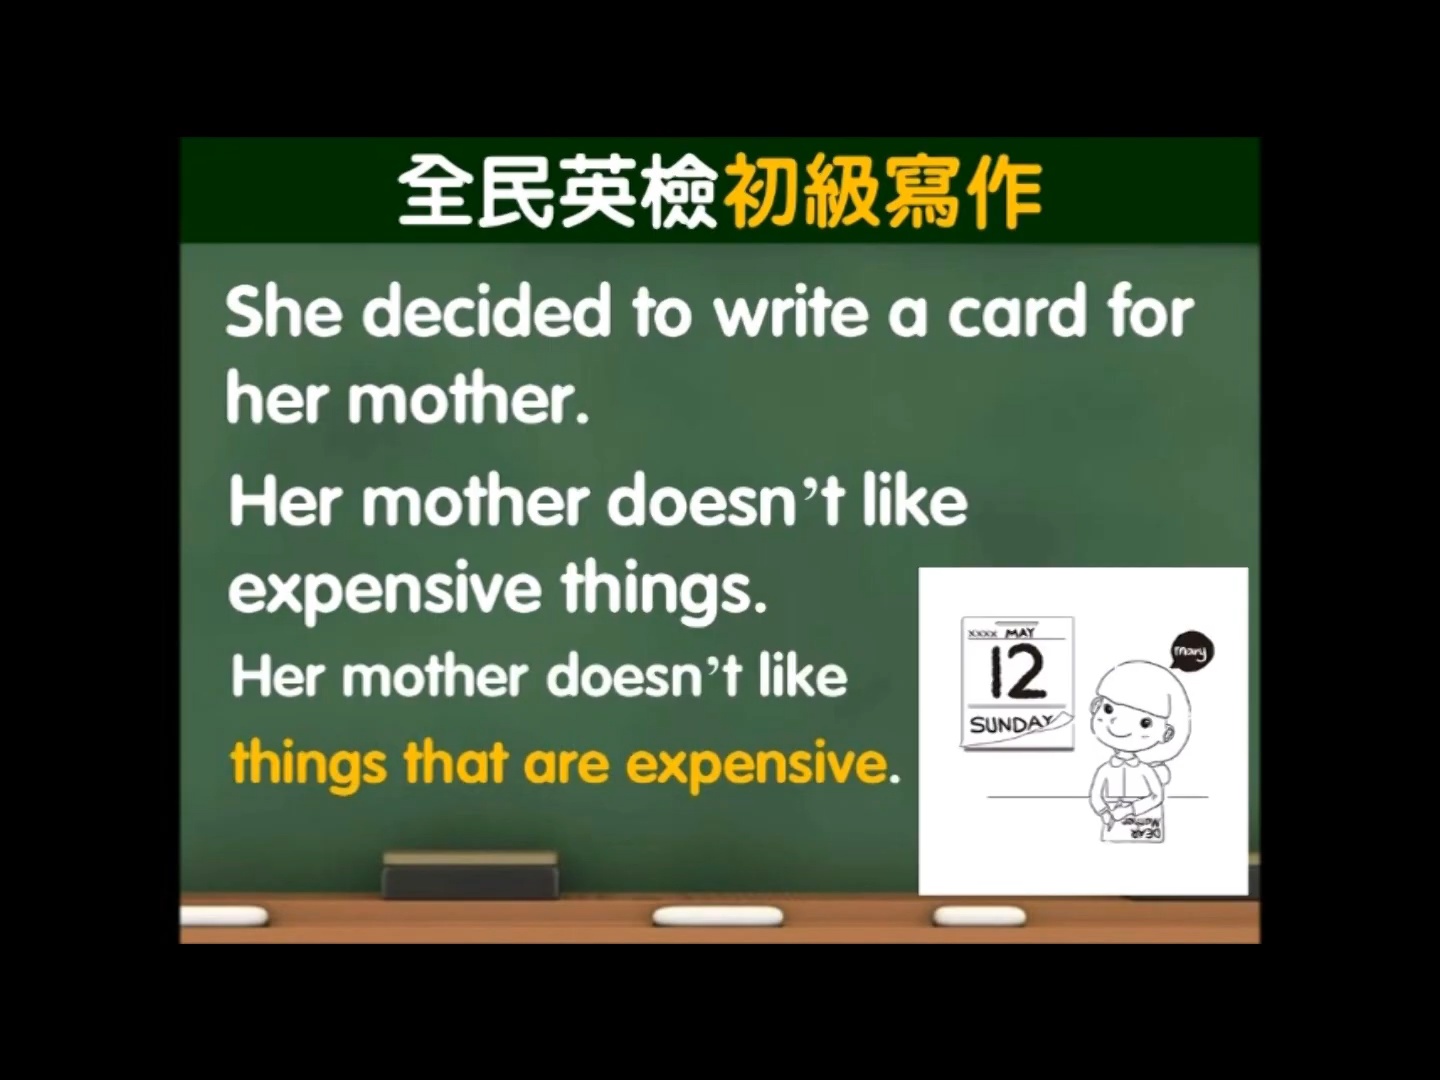 全民英檢初級寫作
She decided to write a card for
her mother.
Her mother doesn't like
expensive things.
Her mother doesn't like
things that are expensive.
xxxx MAY
12
SUNDAY
mary
DEAR
Mother